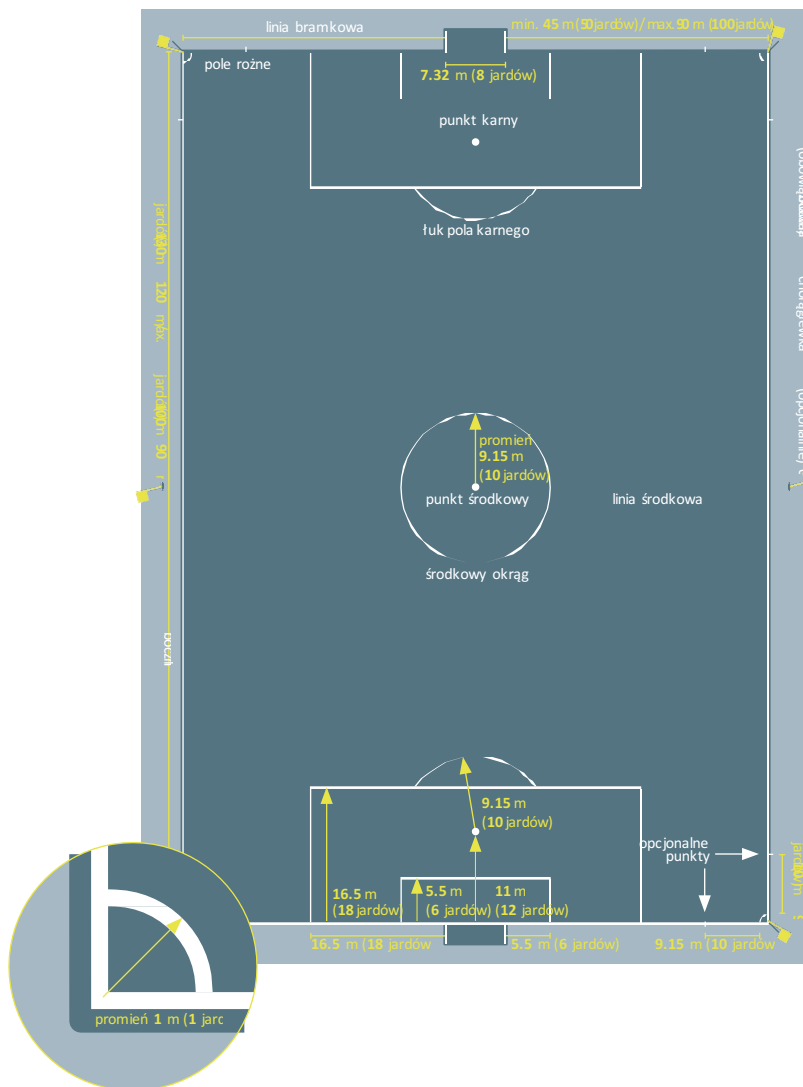 linia bramkowa
min. 45 m (50 jardów)/ max. 90 m (100 jardów)
pole rożne
7.32 m (8 jardów)
punkt karny
łuk pola karnego
120 max.
90
promień
9.15 m
(10 jardów)
punkt środkowy
linia środkowa
środkowy okrąg
9.15 m
(10 jardów)
opcjonalne
punkty
16.5 m
(18 jardów)
5.5 m
(6 jardów)
11 m
(12 jardów)
16.5 m (18 jardów
5.5 m (6 jardów)
9.15 m (10 jardów
promień 1 m (1 jard